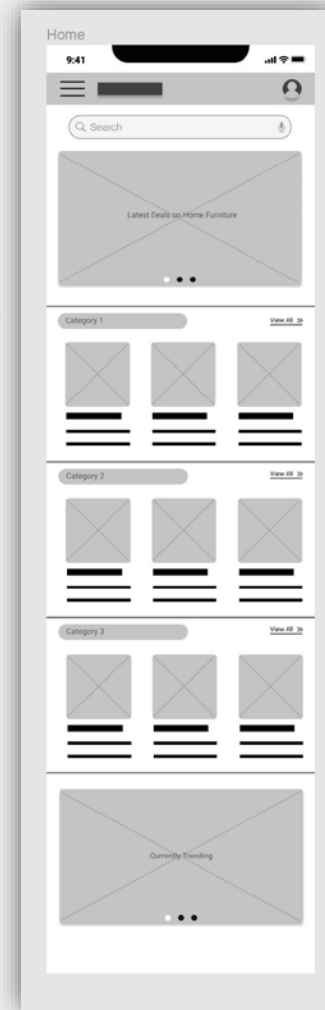 Home
9:41
Search
Latest Deals on Home Furniture
Category 1
View All
Category 2
View All
Category 3
View All
Currently Trending